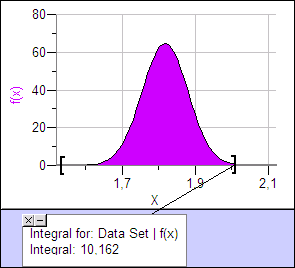 80
60
40
20
0
f(x)
1,7
1,9
2,1
X
Integral for: Data Set | f(x)
Integral: 10,162